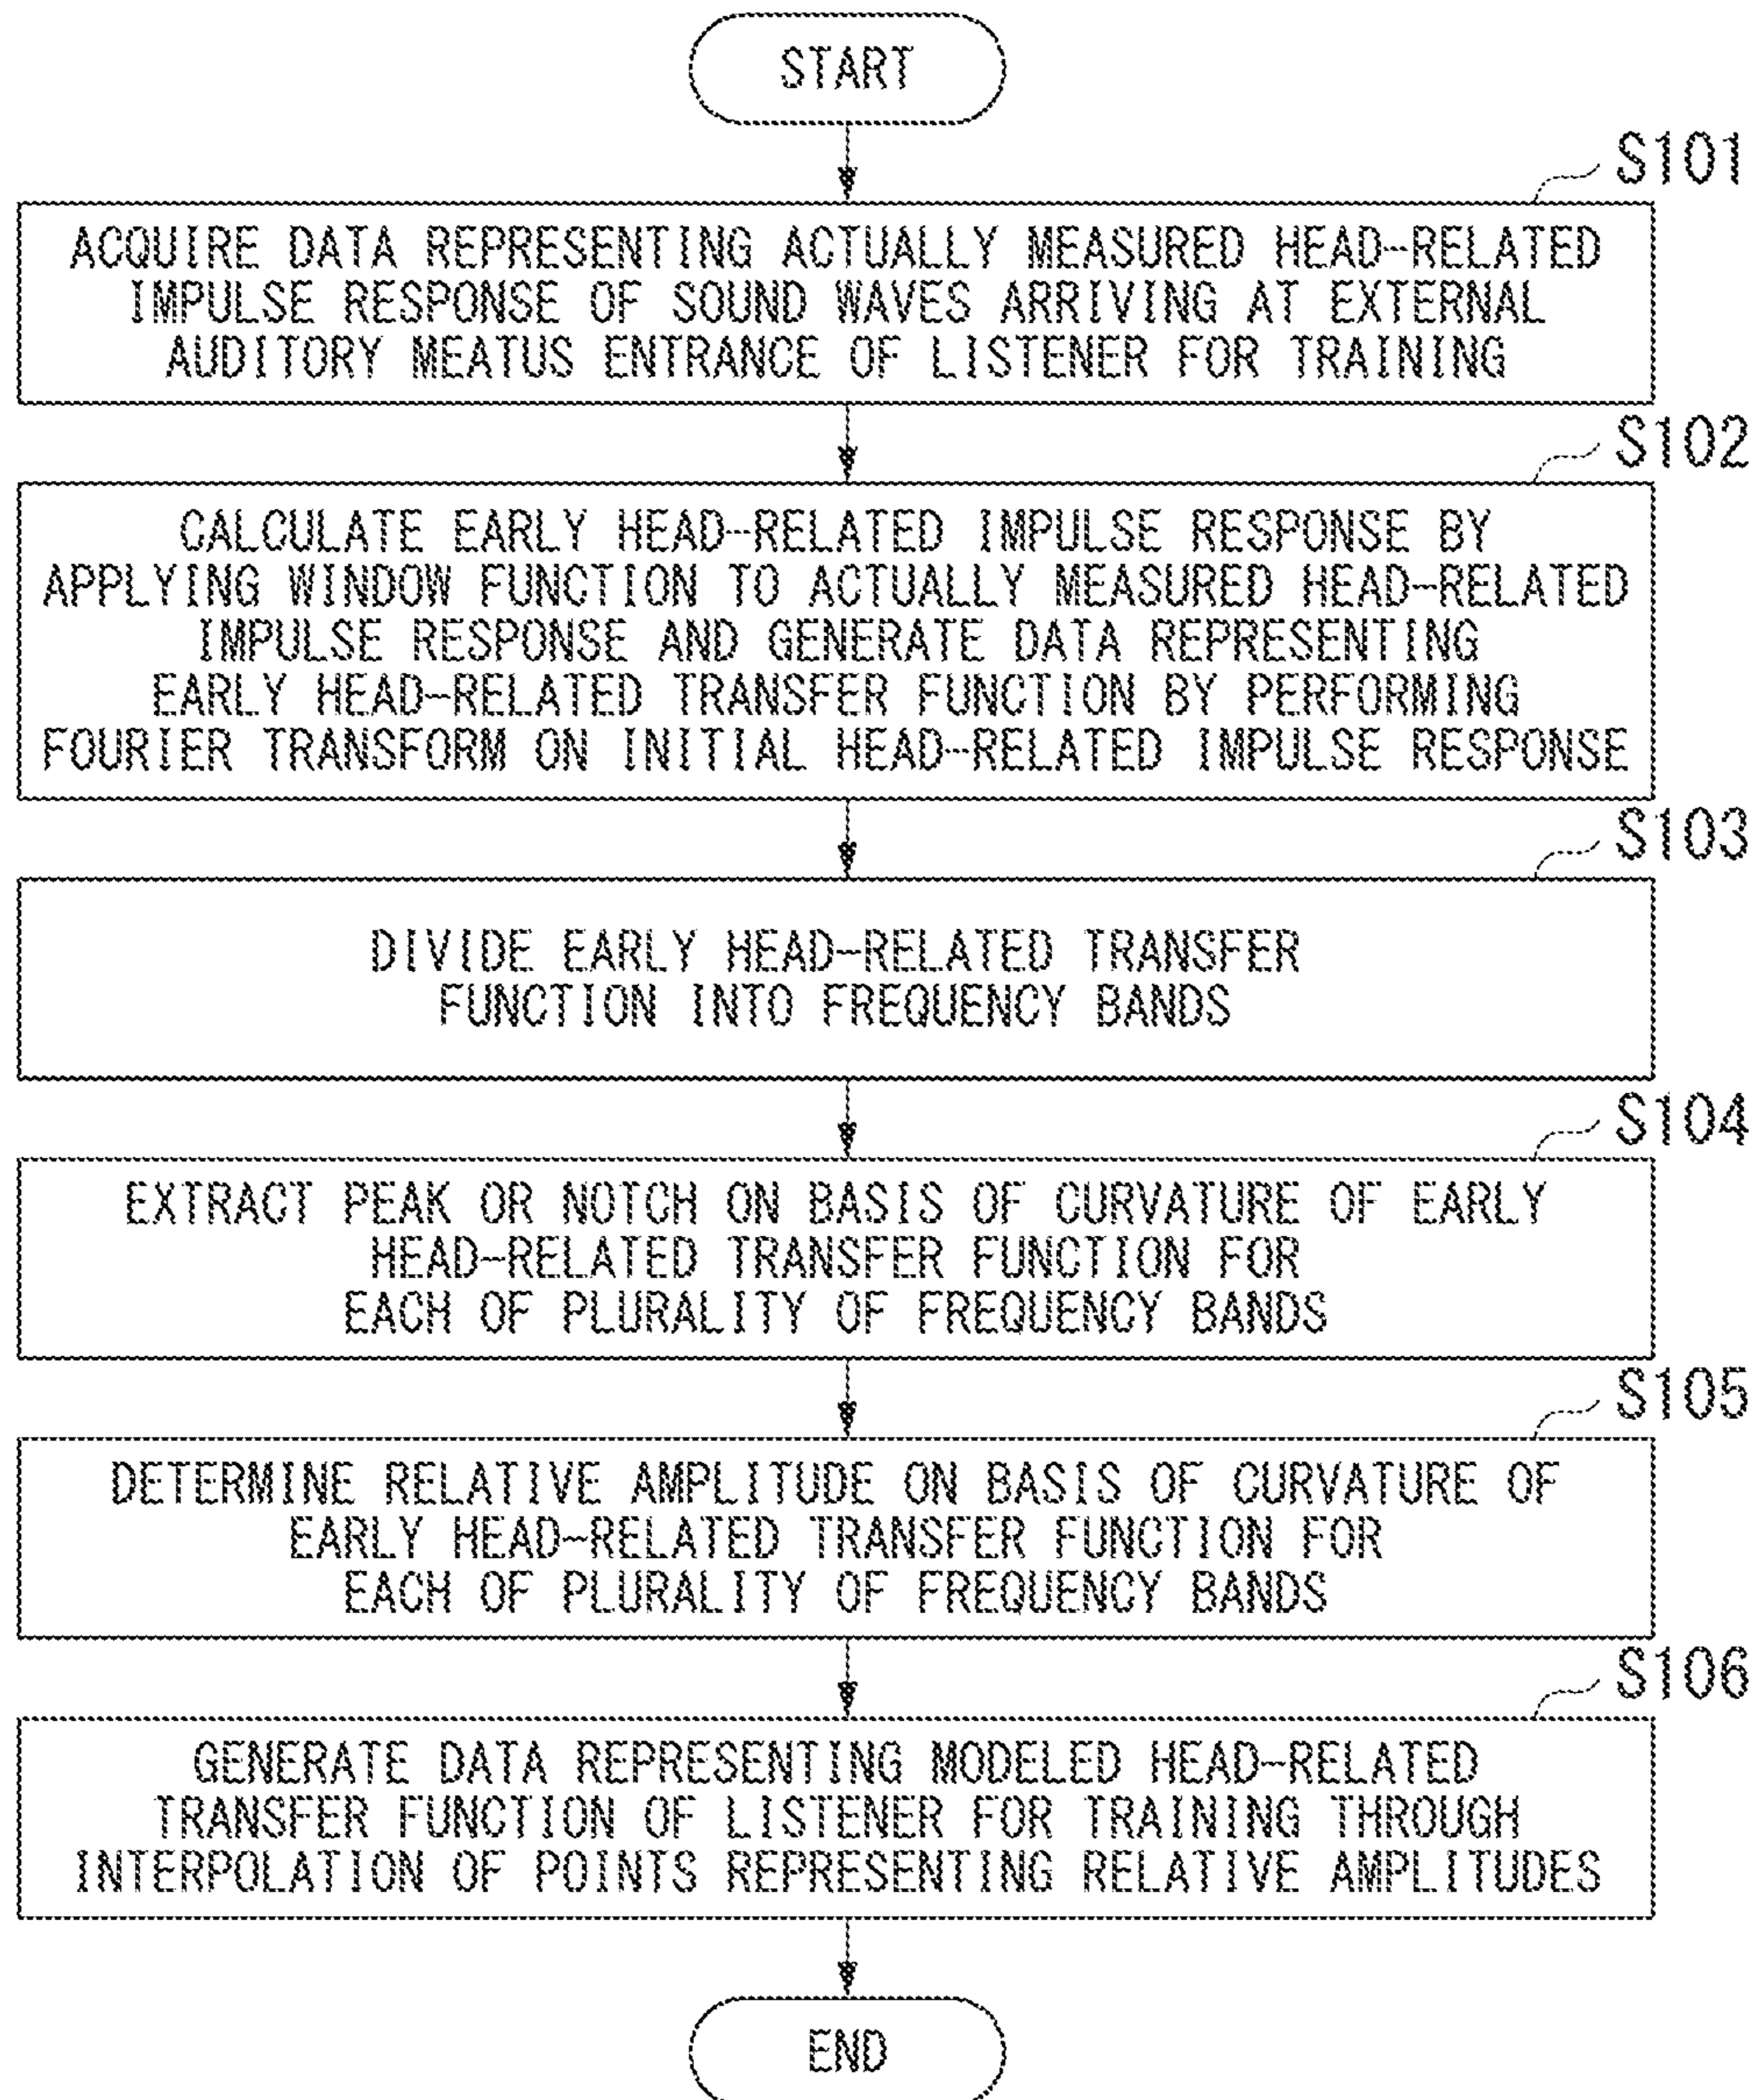 START
S101
ACQUIRE DATA REPRESENTING ACTUALLY MEASURED HEAD-RELATED
IMPULSE RESPONSE OF SOUND WAVES ARRIVING AT EXTERNAL
AUDITORY MEATUS ENTRANCE OF LISTENER FOR TRAINING
S102
CALCULATE EARLY HEAD-RELATED IMPULSE RESPONSE BY
APPLYING WINDOW FUNCTION TO ACTUALLY MEASURED HEAD-RELATED
IMPULSE RESPONSE AND GENERATE DATA REPRESENTING
EARLY HEAD-RELATED TRANSFER FUNCTION BY PERFORMING
FOURIER TRANSFORM ON INITIAL HEAD-RELATED IMPULSE RESPONSE
S103
DIVIDE EARLY HEAD-RELATED TRANSFER
FUNCTION INTO FREQUENCY BANDS
S104
EXTRACT PEAK OR NOTCH ON BASIS OF CURVATURE OF EARLY
HEAD-RELATED TRANSFER FUNCTION FOR
EACH OF PLURALITY OF FREQUENCY BANDS
S105
DETERMINE RELATIVE AMPLITUDE ON BASIS OF CURVATURE OF
EARLY HEAD-RELATED TRANSFER FUNCTION FOR
EACH OF PLURALITY OF FREQUENCY BANDS
S106
GENERATE DATA REPRESENTING MODELED HEAD-RELATED
TRANSFER FUNCTION OF LISTENER FOR TRAINING THROUGH
INTERPOLATION OF POINTS REPRESENTING RELATIVE AMPLITUDES
END